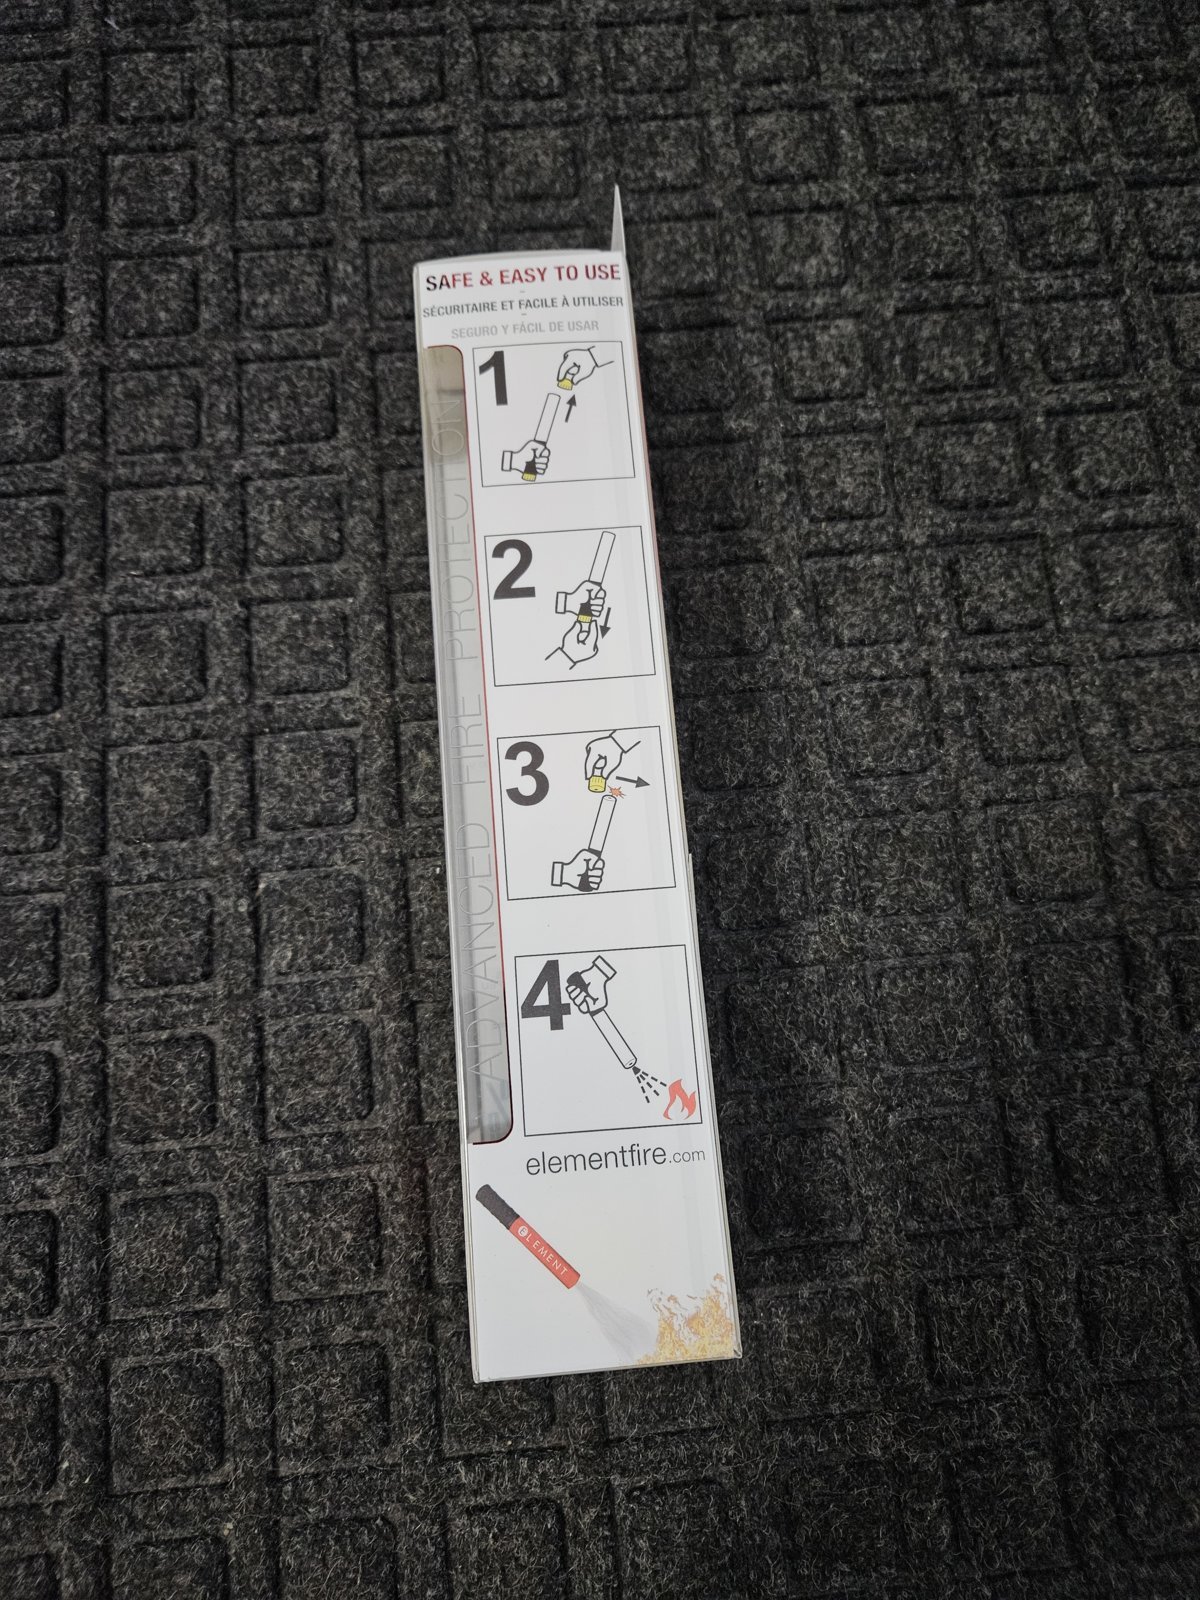 SAFE & EASY TO USE
-
SÉCURITAIRE ET FACILE À UTILISER
-
SEGURO Y FÁCIL DE USAR
ADVANCED FIRE PROTECTION
1
2
3
4
elementfire.com
ELEMENT